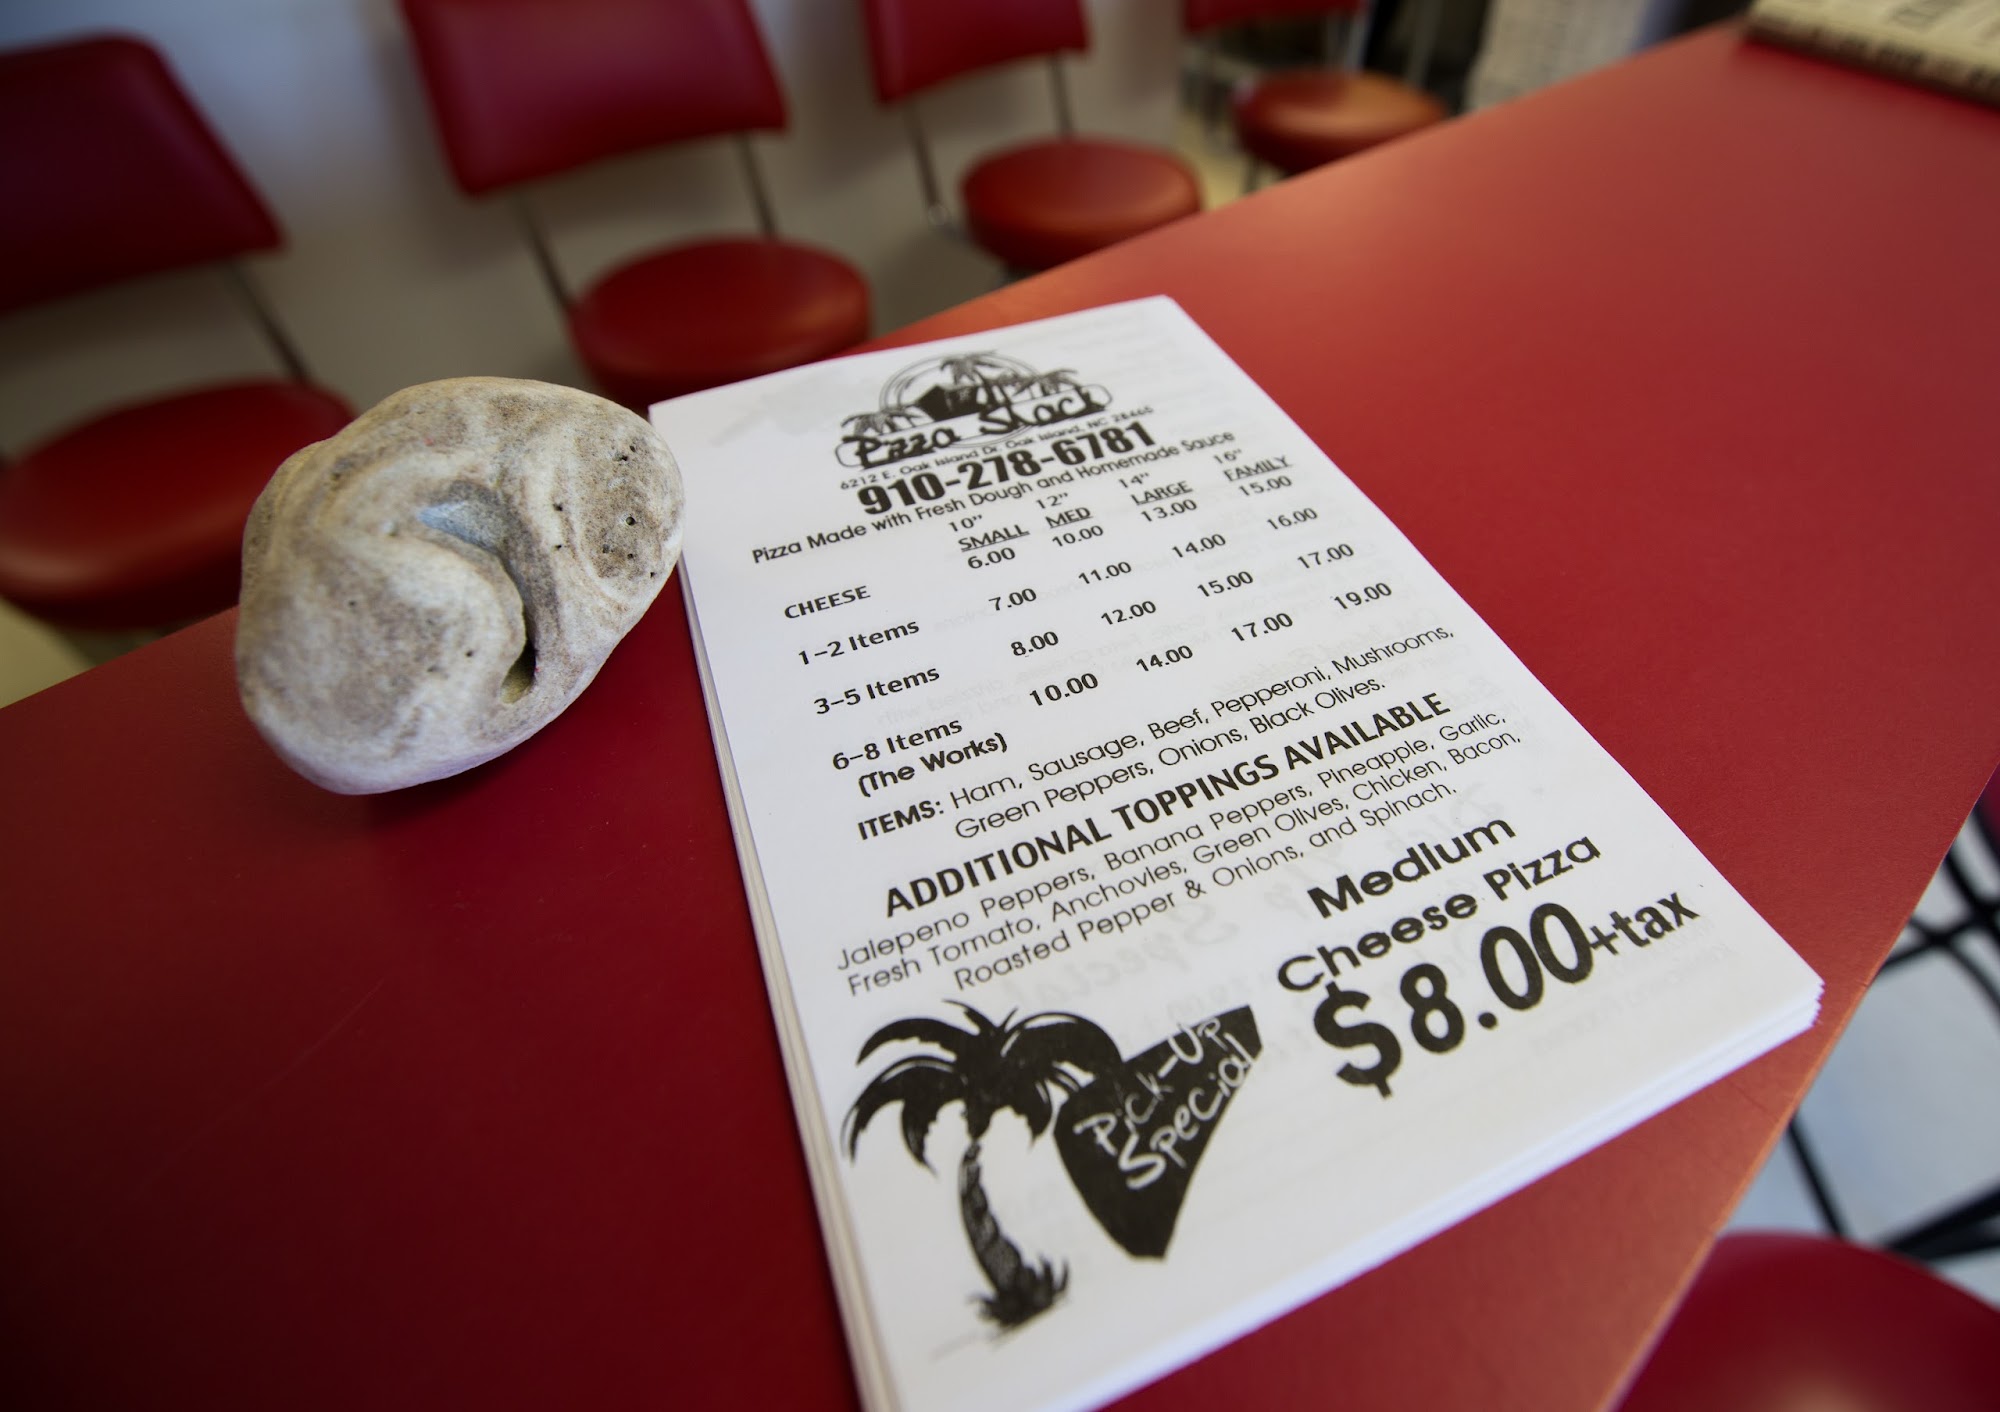 Pizza Shack
6212 E. Oak Island Dr. Oak Island, NC 28465
910-278-6781
Pizza Made with Fresh Dough and Homemade Sauce
10" 12" 14" 16"
SMALL MED LARGE FAMILY
CHEESE 6.00 10.00 13.00 15.00
1-2 Items 7.00 11.00 14.00 16.00
3-5 Items 8.00 12.00 15.00 17.00
6-8 Items 10.00 14.00 17.00 19.00
(The Works)
ITEMS: Ham, Sausage, Beef, Pepperoni, Mushrooms,
Green Peppers, Onions, Black Olives.
ADDITIONAL TOPPINGS AVAILABLE
Jalepeno Peppers, Banana Peppers, Pineapple, Garlic,
Fresh Tomato, Anchovies, Green Olives, Chicken, Bacon,
Roasted Pepper & Onions, and Spinach.
Medium
Cheese Pizza
$8.00+tax
Pick-Up
Special